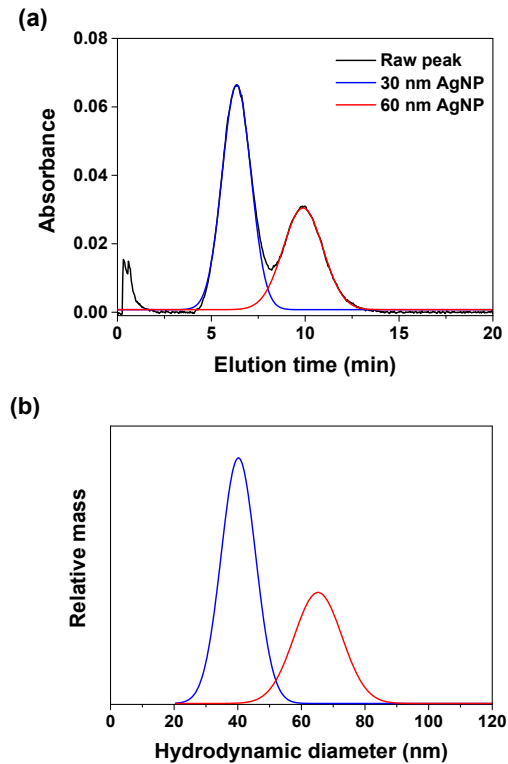 (a)
0.08
0.06
0.04
0.02
0.00
Absorbance
Raw peak
30 nm AgNP
60 nm AgNP
0 5 10 15 20
Elution time (min)
(b)
Relative mass
0 20 40 60 80 100 120
Hydrodynamic diameter (nm)